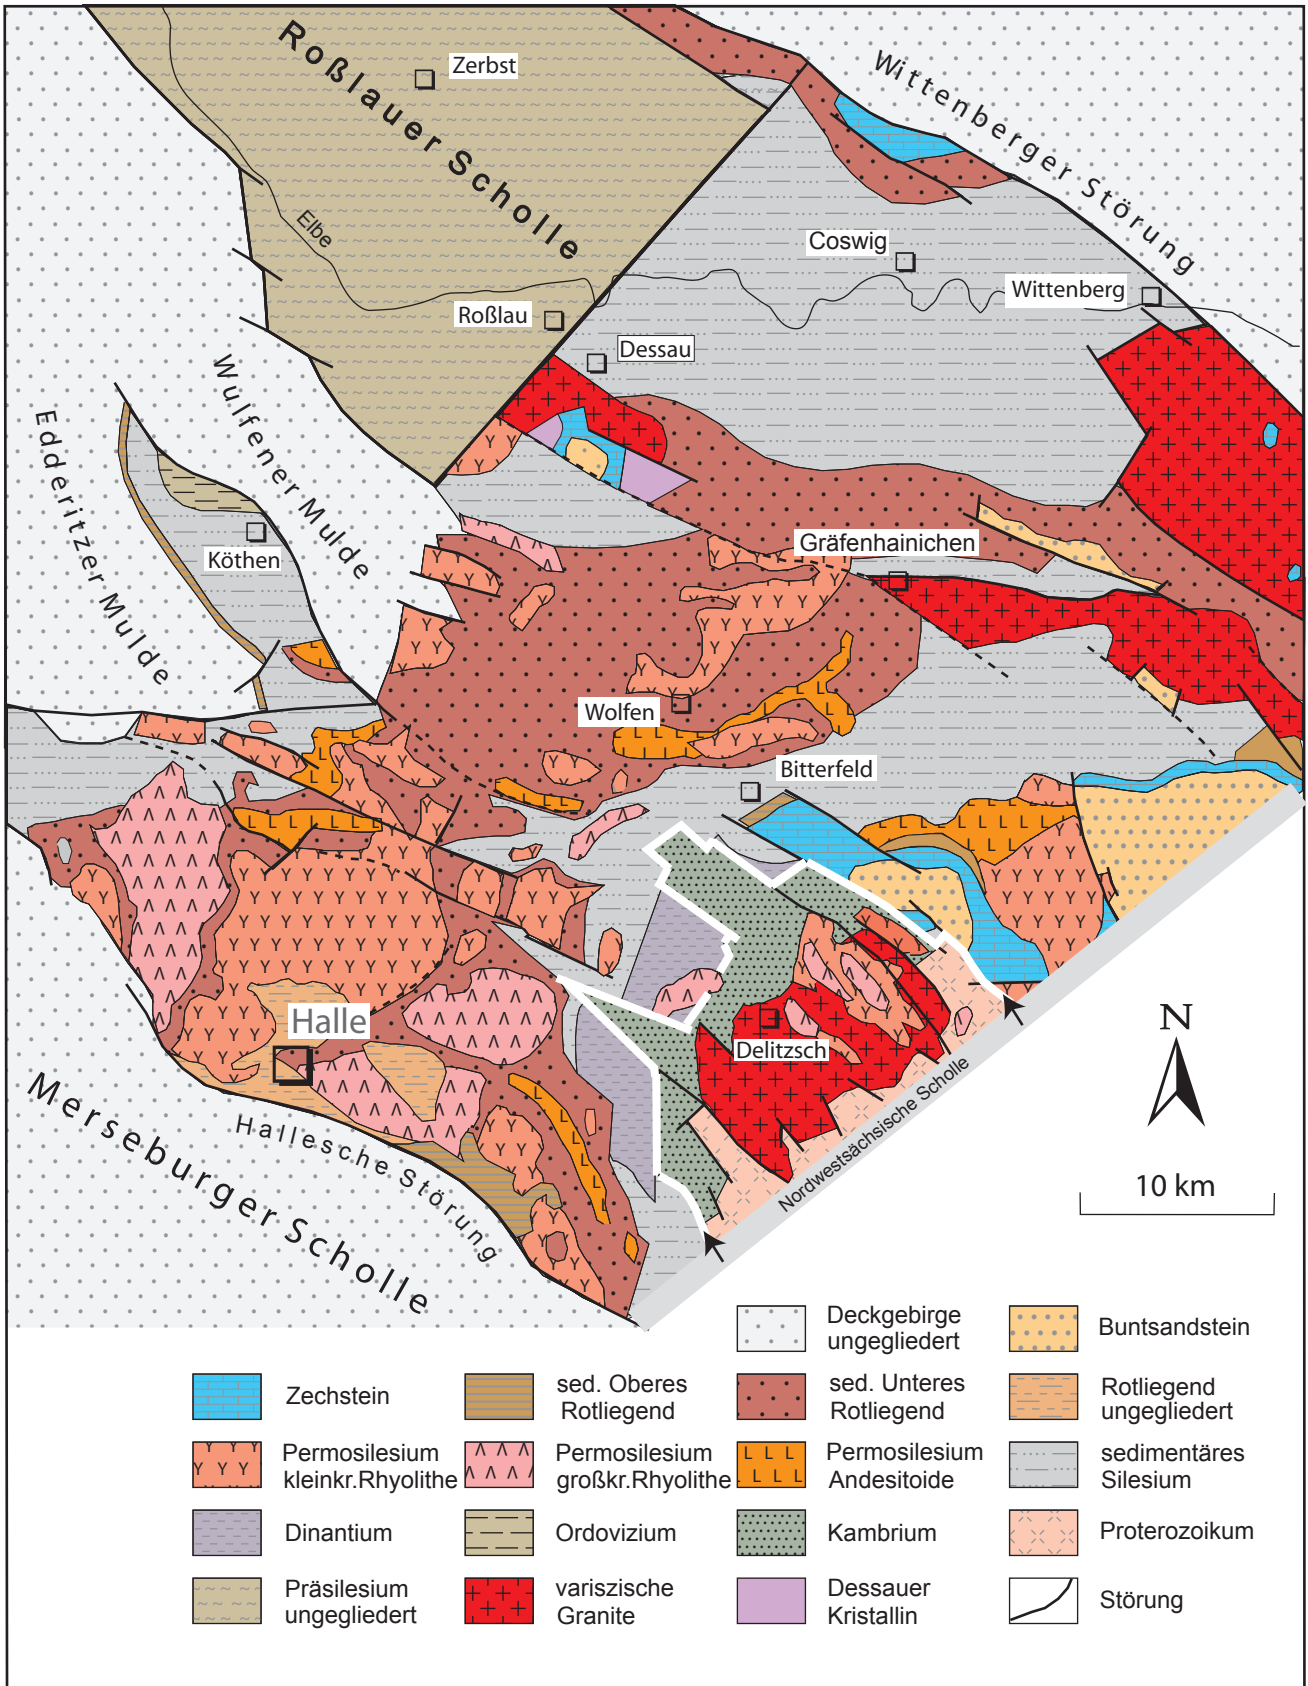 Roßlauer Scholle
Zerbst
Wittenberger Störung
Elbe
Coswig
Wittenberg
Roßlau
Dessau
Wulfener Mulde
Edderitzer Mulde
Köthen
Gräfenhainichen
Wolfen
Bitterfeld
Halle
Delitzsch
Nordwestsächsische Scholle
Merseburger Scholle
Hallesche Störung
N
10 km
Deckgebirge
ungegliedert
Buntsandstein
Zechstein
sed. Oberes
Rotliegend
sed. Unteres
Rotliegend
Rotliegend
ungegliedert
Permosilesium
kleinkr.Rhyolithe
Permosilesium
großkr.Rhyolithe
Permosilesium
Andesitoide
sedimentäres
Silesium
Dinantium
Ordovizium
Kambrium
Proterozoikum
Präsilesium
ungegliedert
variszische
Granite
Dessauer
Kristallin
Störung